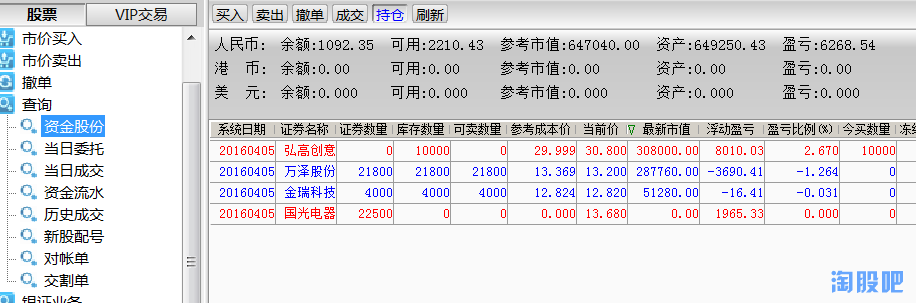 股票 VIP交易
买入 卖出 撤单 成交 持仓 刷新
市价买入
市价卖出
撤单
查询
资金股份
当日委托
当日成交
资金流水
历史成交
新股配号
对帐单
交割单
银证业务
人民币: 余额:1092.35 可用:2210.43 参考市值:647040.00 资产:649250.43 盈亏:6268.54
港 币: 余额:0.00 可用:0.00 参考市值:0.00 资产:0.00 盈亏:0.00
美 元: 余额:0.000 可用:0.000 参考市值:0.000 资产:0.000 盈亏:0.000
系统日期 证券名称 证券数量 库存数量 可卖数量 参考成本价 当前价 最新市值 浮动盈亏 盈亏比例(%) 今买数量 冻结
20160405 弘高创意 0 10000 0 29.999 30.800 308000.00 8010.03 2.670 10000
20160405 万泽股份 21800 21800 21800 13.369 13.200 287760.00 -3690.41 -1.264 0
20160405 金瑞科技 4000 4000 4000 12.824 12.820 51280.00 -16.41 -0.031 0
20160405 国光电器 22500 0 0 0.000 13.680 0.00 1965.33 0.000 0
淘股吧